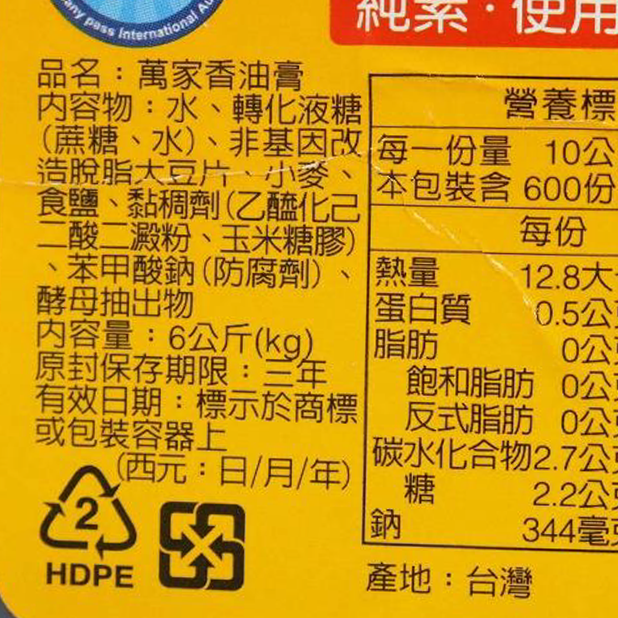 any pass International Au
純素·使用
品名：萬家香油膏
內容物：水、轉化液糖
(蔗糖、水)、非基因改
造脫脂大豆片、小麥、
食鹽、黏稠劑(乙醯化己
二酸二澱粉、玉米糖膠)
、苯甲酸鈉(防腐劑)、
酵母抽出物
內容量：6公斤(kg)
原封保存期限：三年
有效日期：標示於商標
或包裝容器上
(西元：日/月/年)
2
HDPE
營養標
每一份量 10公
本包裝含 600份
每份
熱量 12.8大
蛋白質 0.5公
脂肪 0公
飽和脂肪 0公
反式脂肪 0公
碳水化合物2.7公
糖 2.2公
鈉 344毫
產地：台灣